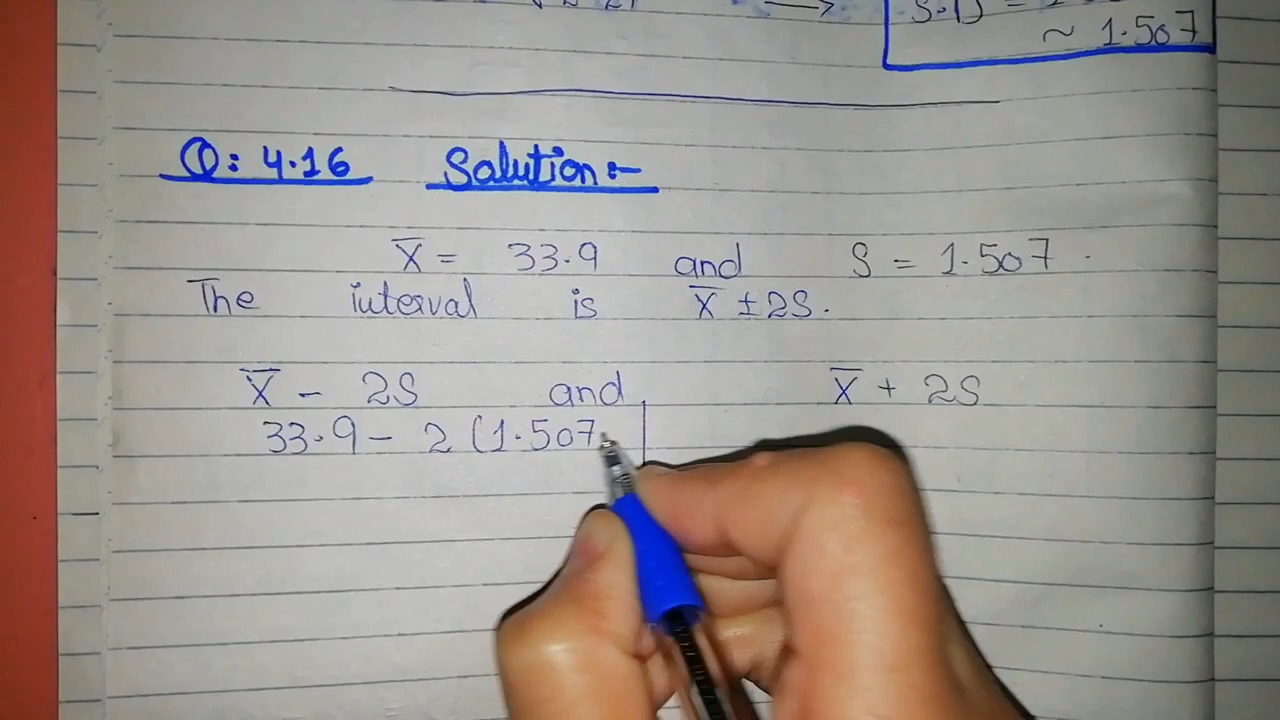 S.D =
~ 1.507
Q: 4.16 Solution:-
X̅ = 33.9 and S = 1.507 .
The interval is X̅ ± 2S.
X̅ - 2S and X̅ + 2S
33.9 - 2 (1.507